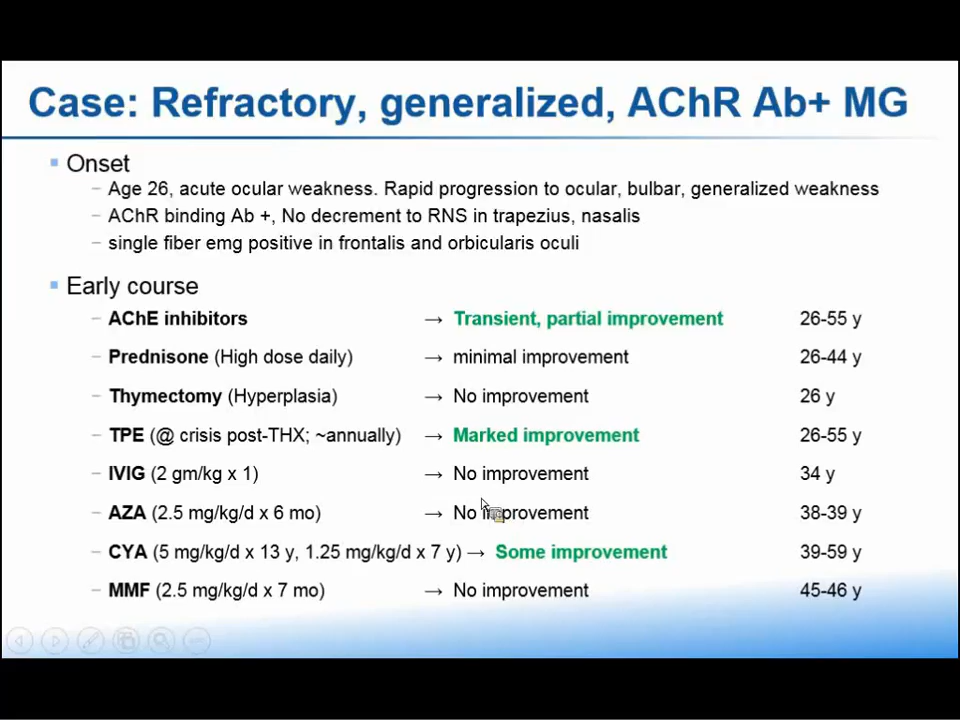 Case: Refractory, generalized, AChR Ab+ MG
Onset
– Age 26, acute ocular weakness. Rapid progression to ocular, bulbar, generalized weakness
– AChR binding Ab +, No decrement to RNS in trapezius, nasalis
– single fiber emg positive in frontalis and orbicularis oculi
Early course
– AChE inhibitors → Transient, partial improvement 26-55 y
– Prednisone (High dose daily) → minimal improvement 26-44 y
– Thymectomy (Hyperplasia) → No improvement 26 y
– TPE (@ crisis post-THX; ~annually) → Marked improvement 26-55 y
– IVIG (2 gm/kg x 1) → No improvement 34 y
– AZA (2.5 mg/kg/d x 6 mo) → No improvement 38-39 y
– CYA (5 mg/kg/d x 13 y, 1.25 mg/kg/d x 7 y) → Some improvement 39-59 y
– MMF (2.5 mg/kg/d x 7 mo) → No improvement 45-46 y